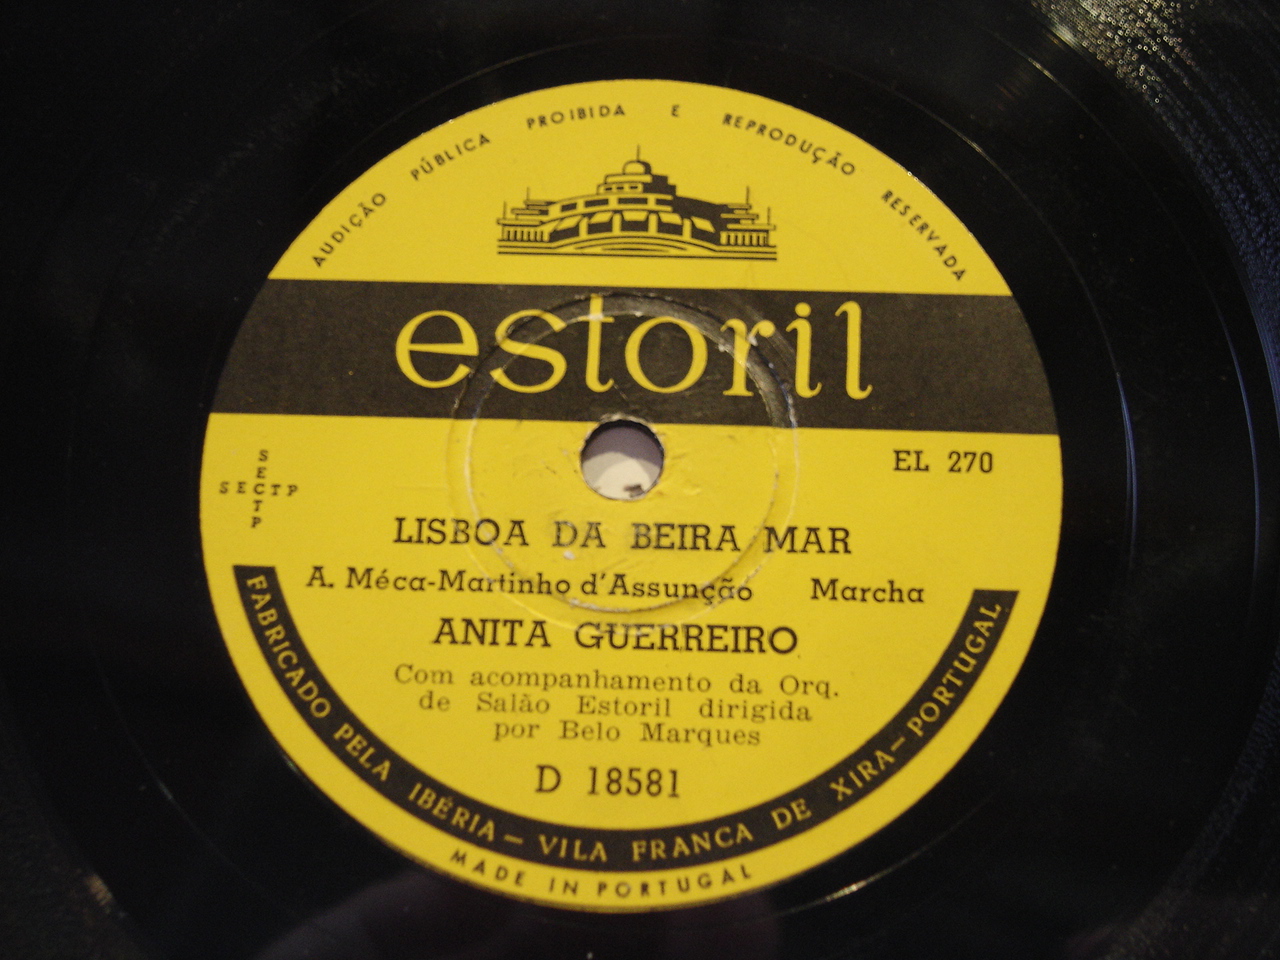 AUDIÇÃO PÚBLICA PROIBIDA E REPRODUÇÃO RESERVADA
estoril
SECTP
SECTP
EL 270
LISBOA DA BEIRA MAR
A. Méca-Martinho d'Assunção Marcha
ANITA GUERREIRO
Com acompanhamento da Orq.
de Salão Estoril dirigida
por Belo Marques
D 18581
FABRICADO PELA IBÉRIA — VILA FRANCA DE XIRA — PORTUGAL
MADE IN PORTUGAL